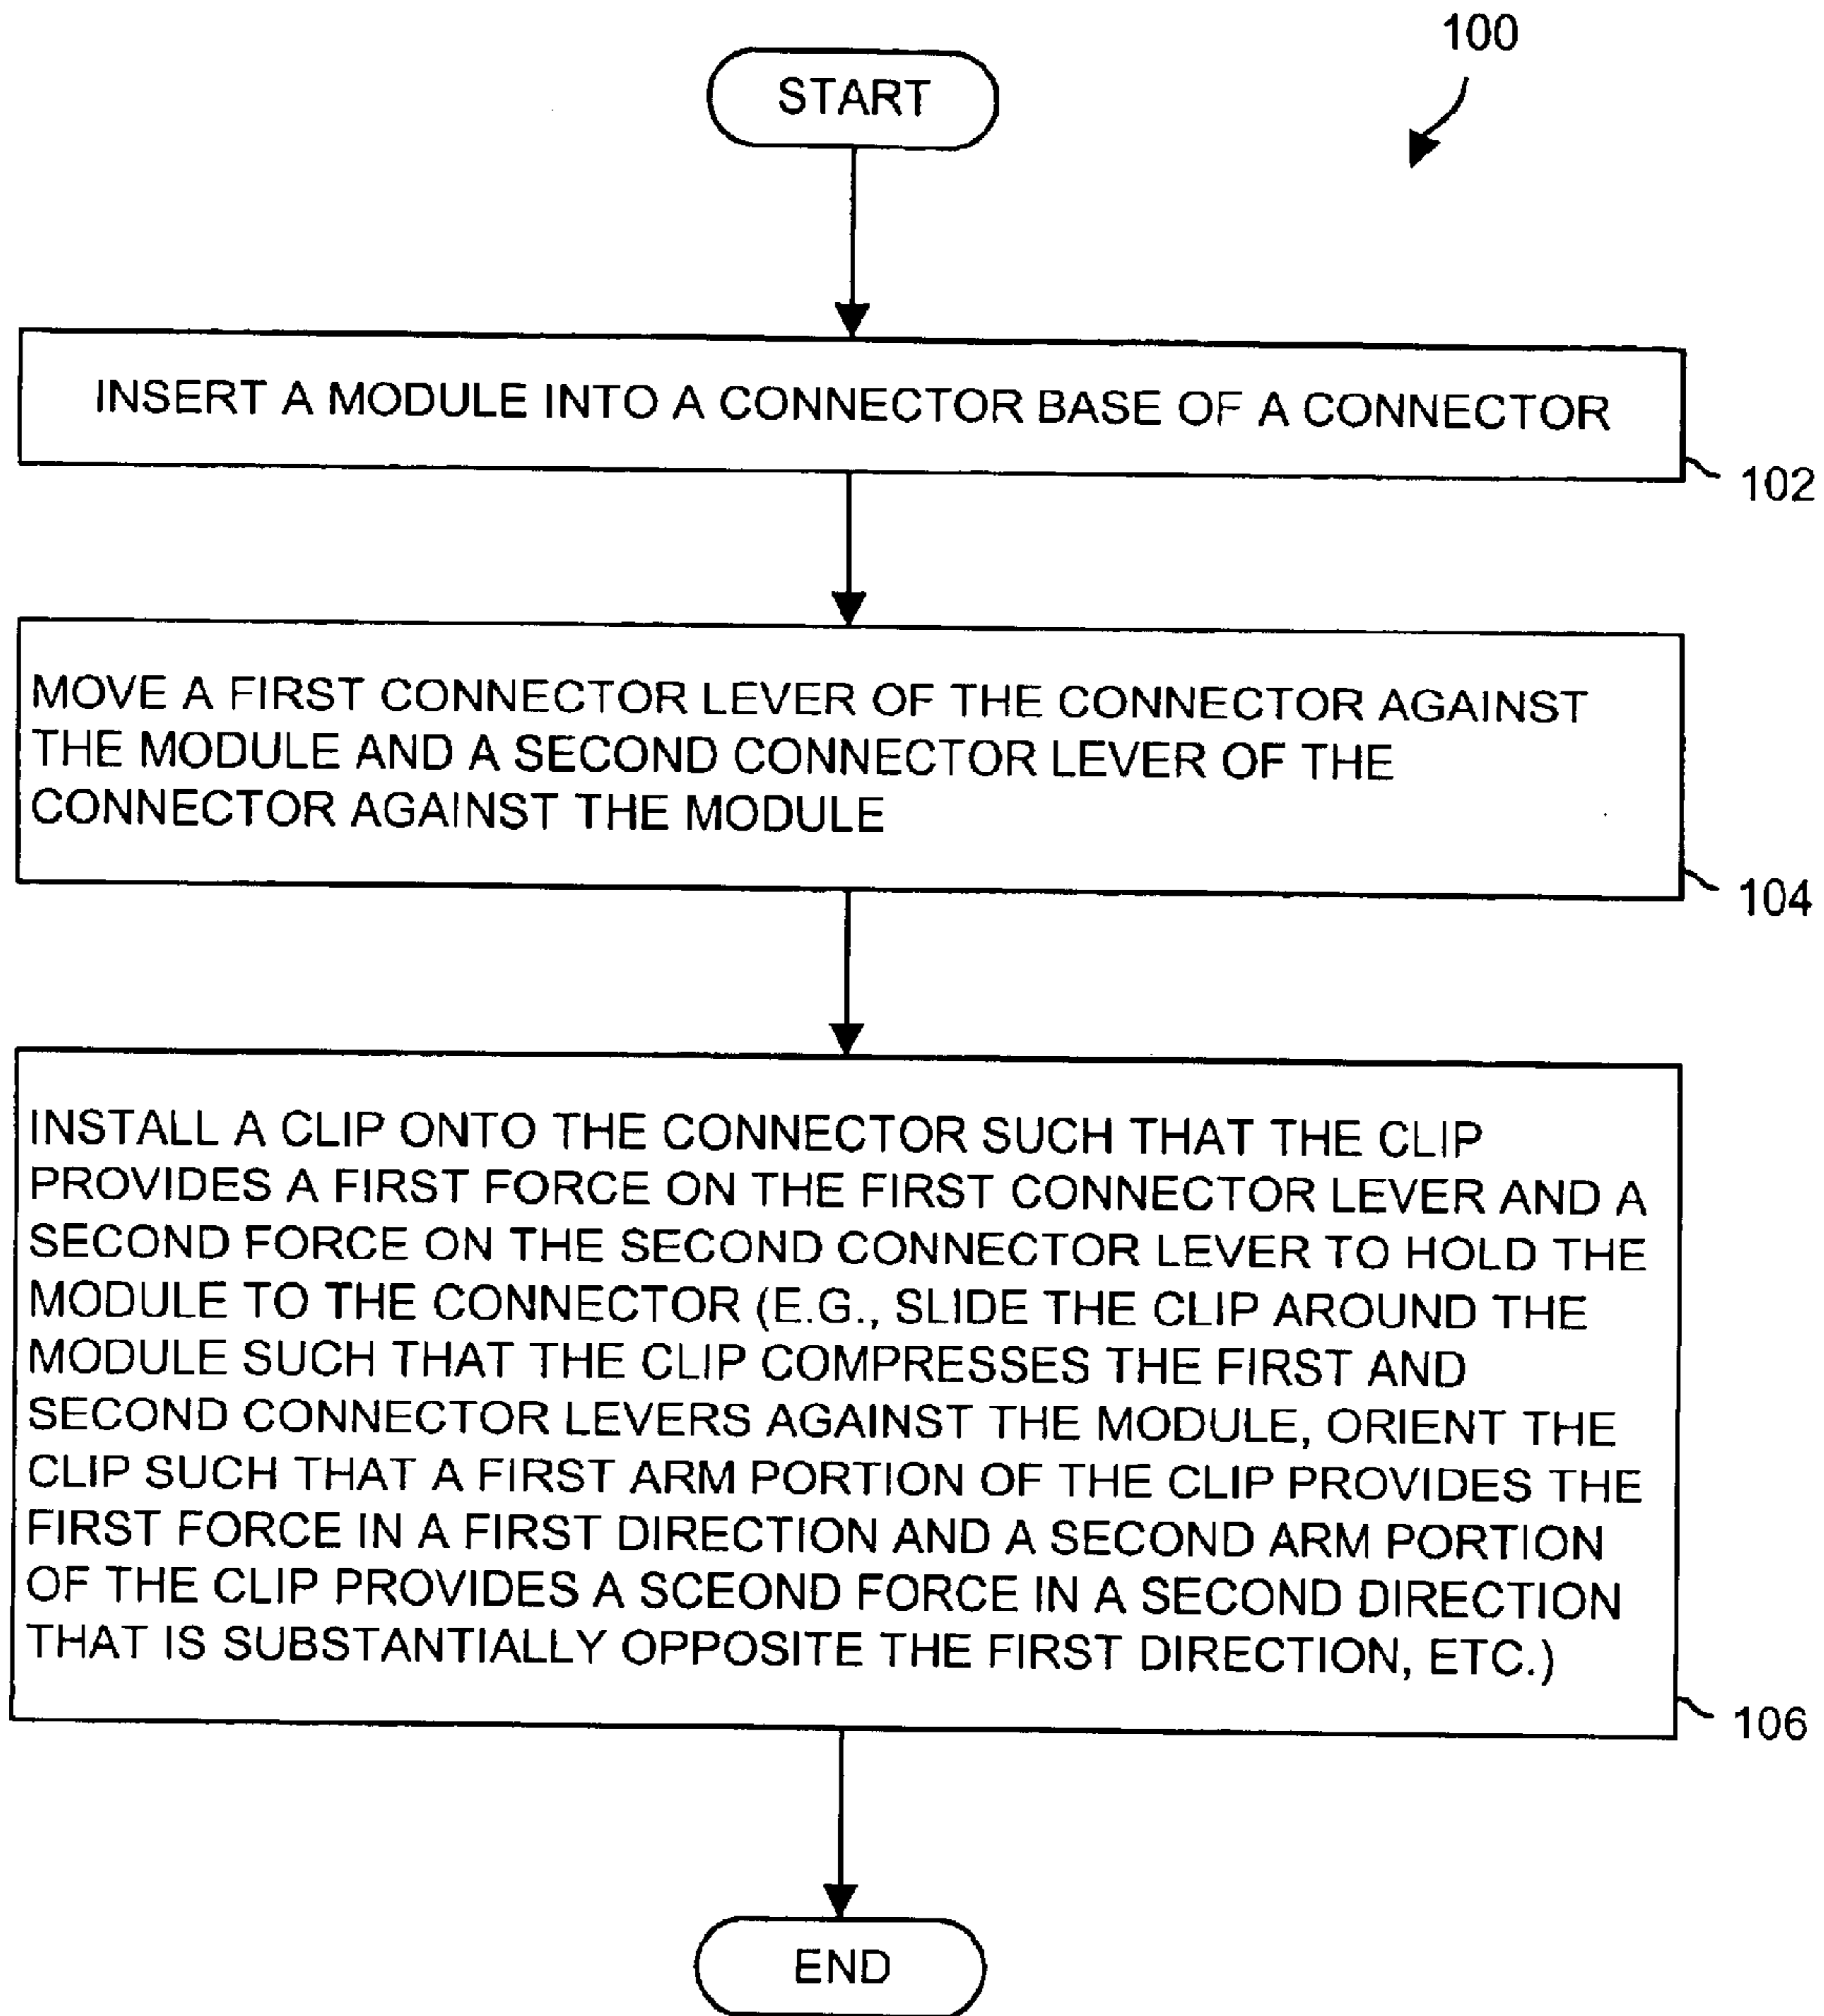 100
START
INSERT A MODULE INTO A CONNECTOR BASE OF A CONNECTOR
102
MOVE A FIRST CONNECTOR LEVER OF THE CONNECTOR AGAINST
THE MODULE AND A SECOND CONNECTOR LEVER OF THE
CONNECTOR AGAINST THE MODULE
104
INSTALL A CLIP ONTO THE CONNECTOR SUCH THAT THE CLIP
PROVIDES A FIRST FORCE ON THE FIRST CONNECTOR LEVER AND A
SECOND FORCE ON THE SECOND CONNECTOR LEVER TO HOLD THE
MODULE TO THE CONNECTOR (E.G., SLIDE THE CLIP AROUND THE
MODULE SUCH THAT THE CLIP COMPRESSES THE FIRST AND
SECOND CONNECTOR LEVERS AGAINST THE MODULE, ORIENT THE
CLIP SUCH THAT A FIRST ARM PORTION OF THE CLIP PROVIDES THE
FIRST FORCE IN A FIRST DIRECTION AND A SECOND ARM PORTION
OF THE CLIP PROVIDES A SCEOND FORCE IN A SECOND DIRECTION
THAT IS SUBSTANTIALLY OPPOSITE THE FIRST DIRECTION, ETC.)
106
END